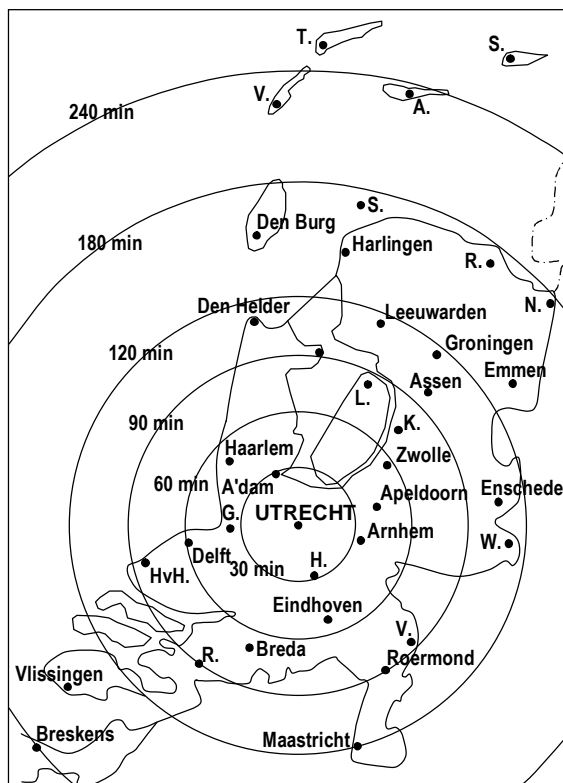 T.
S.
V.
A.
240 min
S.
Den Burg
180 min
Harlingen
R.
N.
Den Helder
Leeuwarden
120 min
Groningen
Emmen
Assen
L.
90 min
K.
Haarlem
Zwolle
60 min
A'dam
Apeldoorn
Enschede
G.
UTRECHT
Arnhem
W.
Delft
HvH.
30 min
H.
Eindhoven
V.
R.
Breda
Roermond
Vlissingen
Breskens
Maastricht